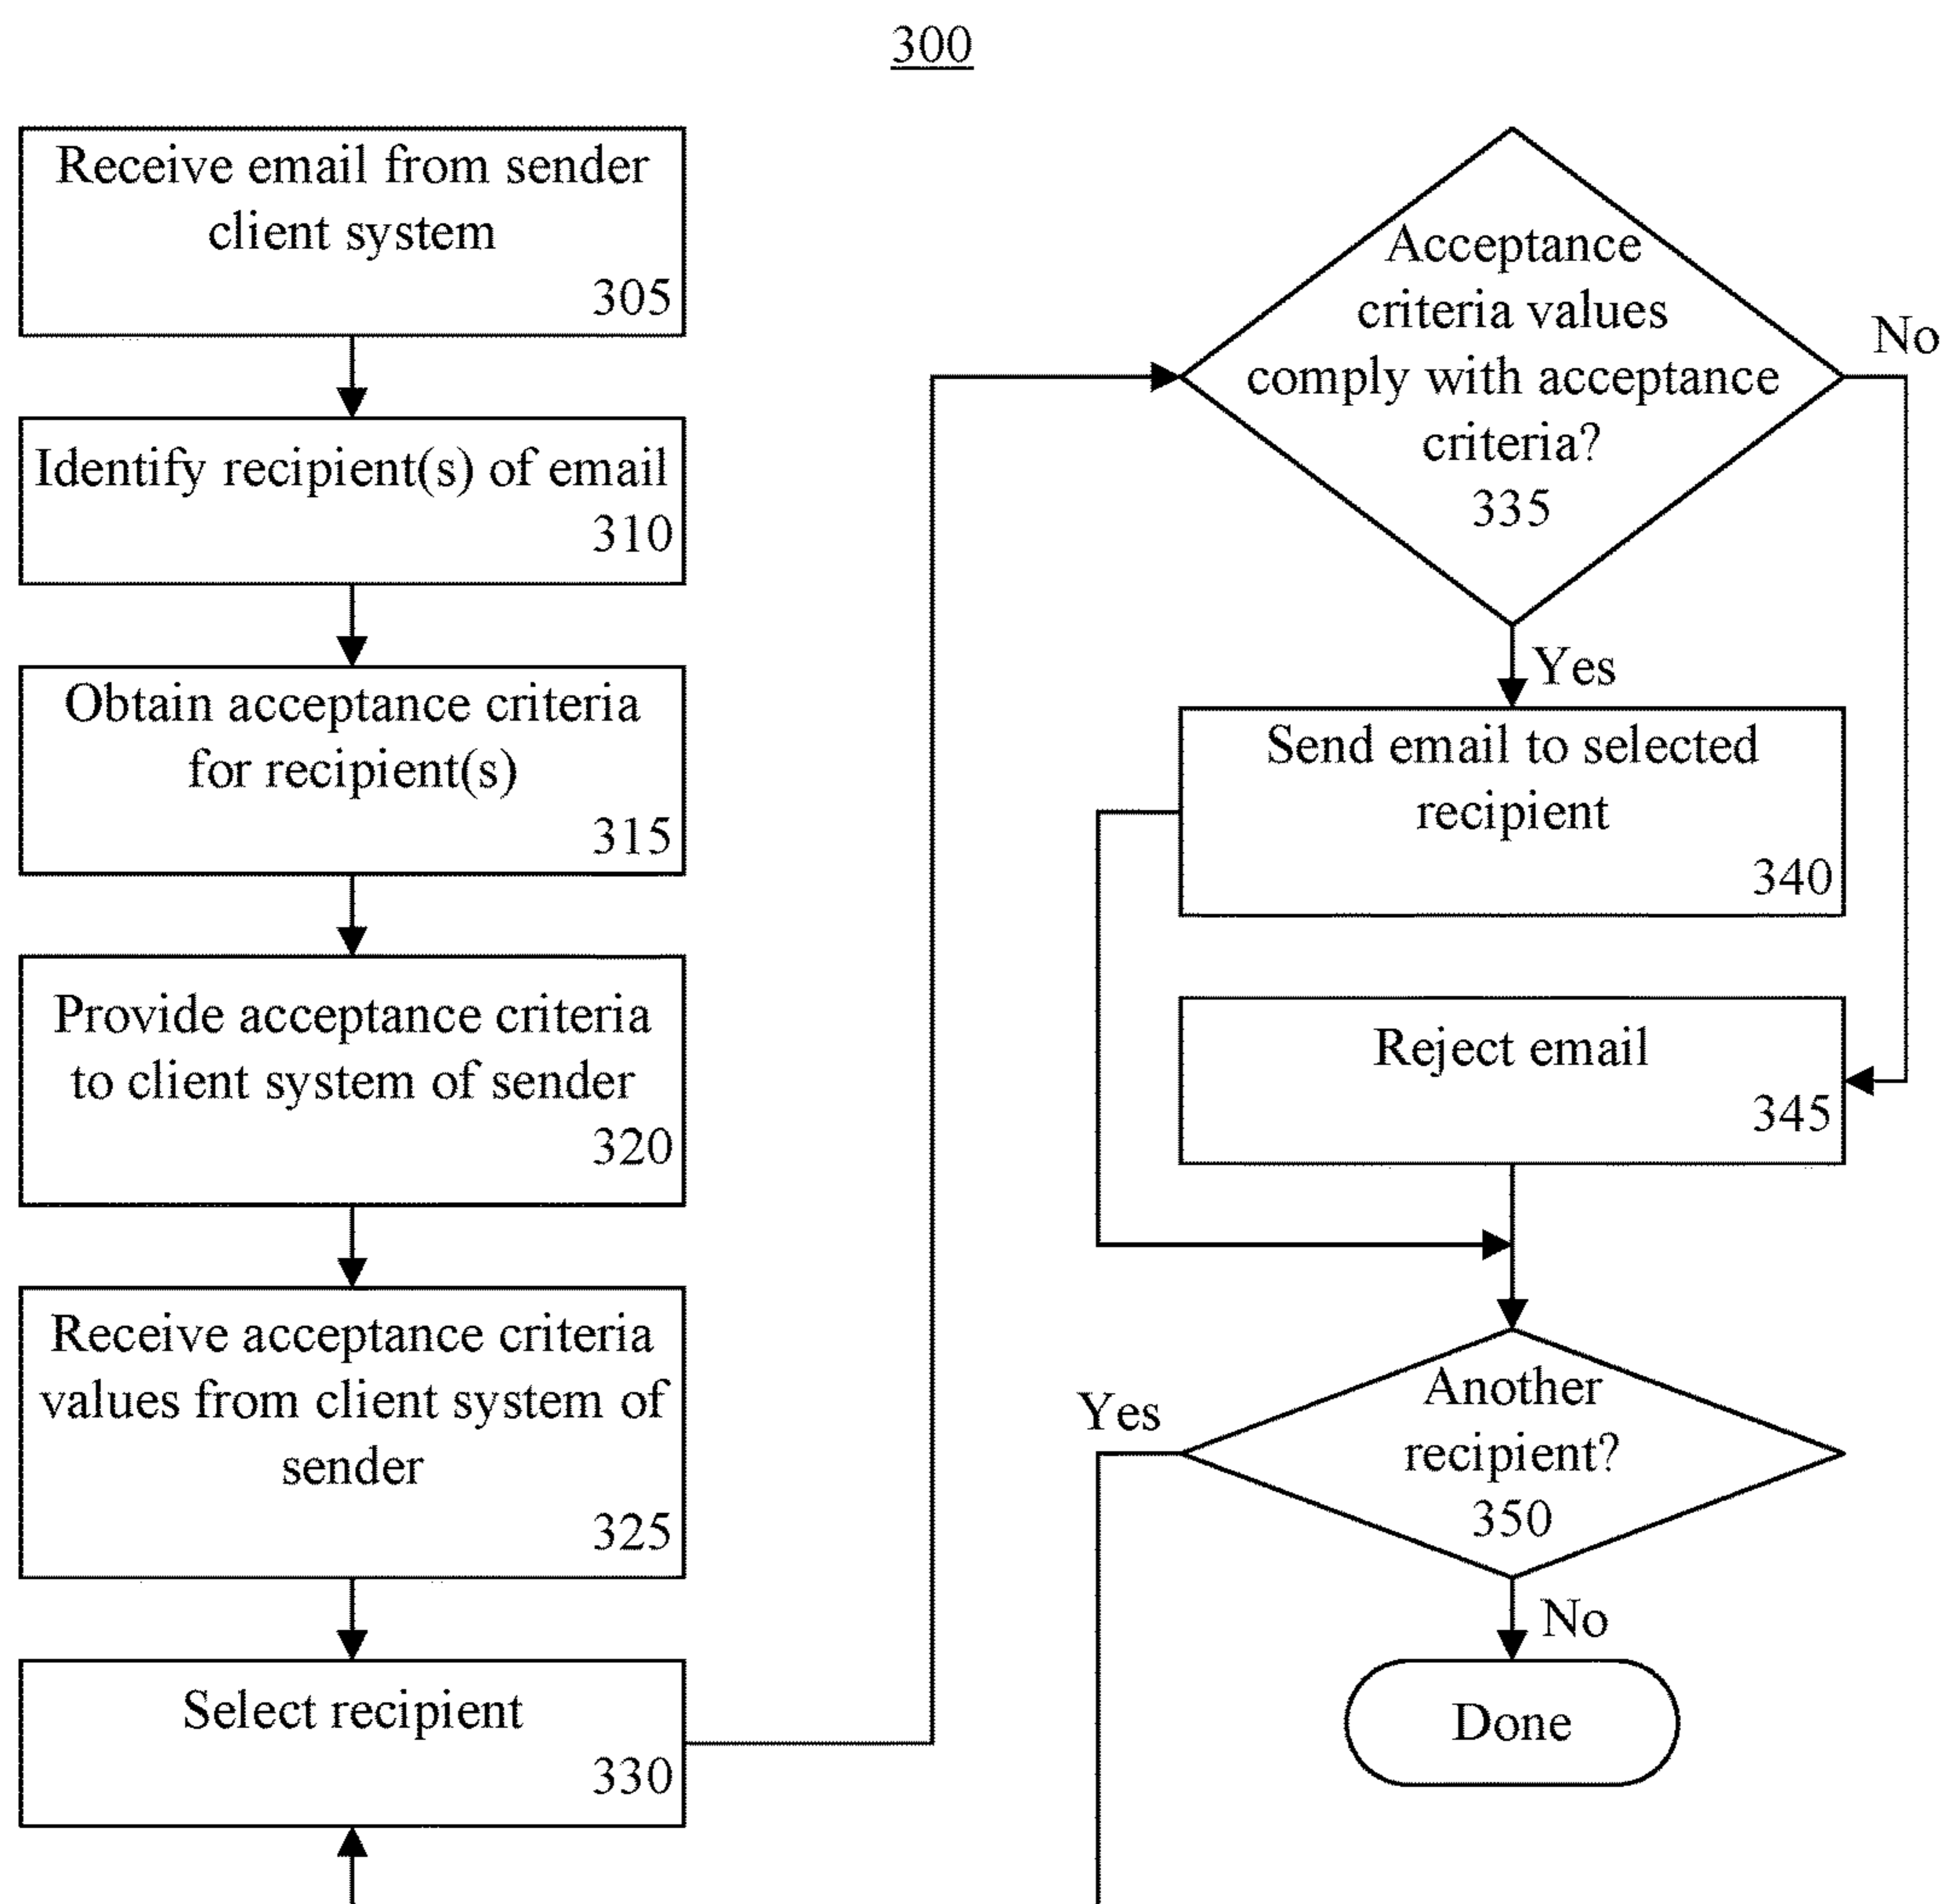 300
Receive email from sender
client system
305
Identify recipient(s) of email
310
Obtain acceptance criteria
for recipient(s)
315
Provide acceptance criteria
to client system of sender
320
Receive acceptance criteria
values from client system of
sender
325
Select recipient
330
Acceptance
criteria values
comply with acceptance
criteria?
335
No
Yes
Send email to selected
recipient
340
Reject email
345
Another
recipient?
350
Yes
No
Done